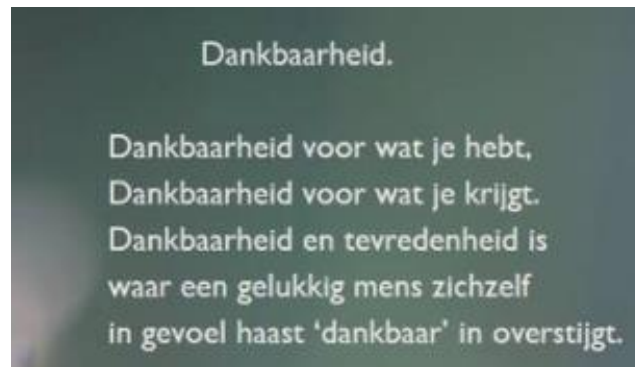 Dankbaarheid.
Dankbaarheid voor wat je hebt,
Dankbaarheid voor wat je krijgt.
Dankbaarheid en tevredenheid is
waar een gelukkig mens zichzelf
in gevoel haast ‘dankbaar’ in overstijgt.